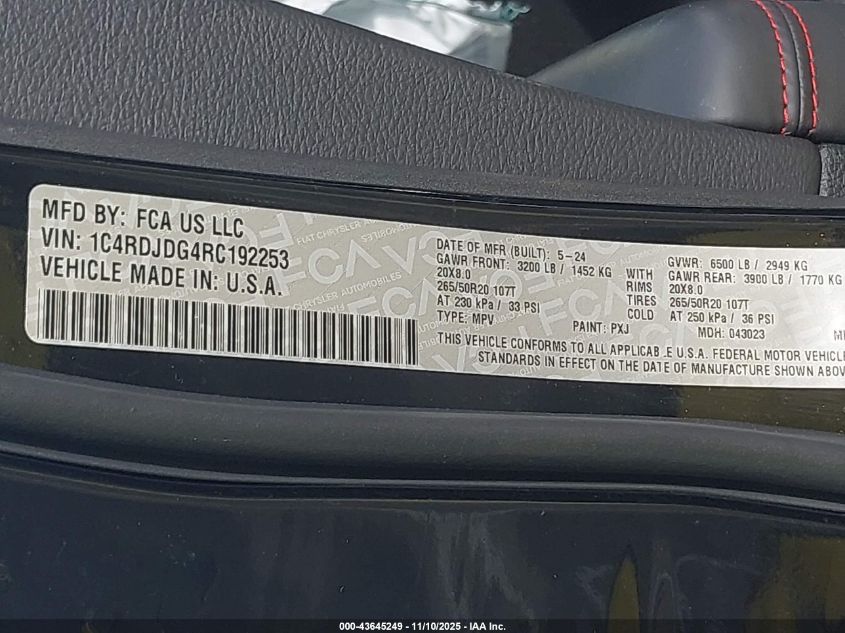 MFD BY: FCA US LLC
VIN: 1C4RDJDG4RC192253
VEHICLE MADE IN: U.S.A.
DATE OF MFR (BUILT): 5-24
GAWR FRONT: 3200 LB / 1452 KG
20X8.0
265/50R20 107T
AT 230 kPa / 33 PSI
TYPE: MPV
PAINT: PXJ
WITH
RIMS
TIRES
COLD
GVWR: 6500 LB / 2949 KG
GAWR REAR: 3900 LB / 1770 KG
20X8.0
265/50R20 107T
AT 250 kPa / 36 PSI
MDH: 043023
THIS VEHICLE CONFORMS TO ALL APPLICAB.E U.S.A. FEDERAL MOTOR VEHICLE
STANDARDS IN EFFECT ON THE DATE OF MANUFACTURE SHOWN ABOV
000-43645249 - 11/10/2025 - IAA Inc.